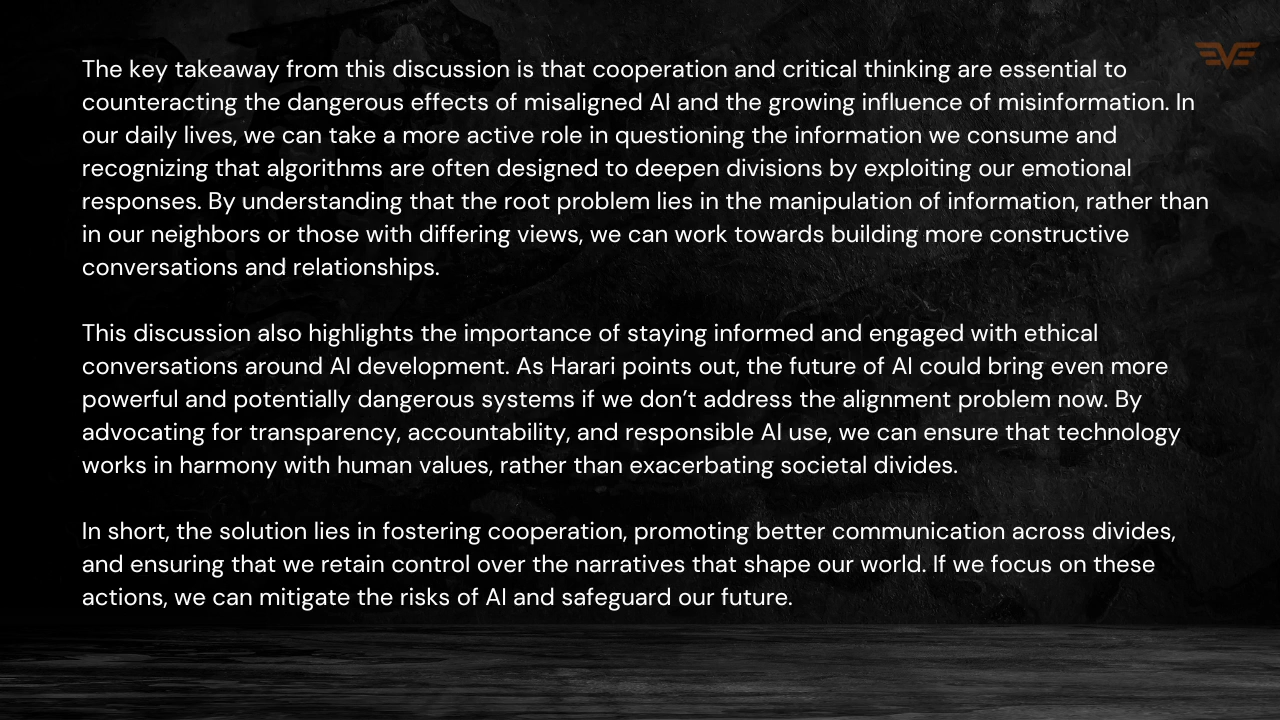 The key takeaway from this discussion is that cooperation and critical thinking are essential to
counteracting the dangerous effects of misaligned AI and the growing influence of misinformation. In
our daily lives, we can take a more active role in questioning the information we consume and
recognizing that algorithms are often designed to deepen divisions by exploiting our emotional
responses. By understanding that the root problem lies in the manipulation of information, rather than
in our neighbors or those with differing views, we can work towards building more constructive
conversations and relationships.
This discussion also highlights the importance of staying informed and engaged with ethical
conversations around AI development. As Harari points out, the future of AI could bring even more
powerful and potentially dangerous systems if we don’t address the alignment problem now. By
advocating for transparency, accountability, and responsible AI use, we can ensure that technology
works in harmony with human values, rather than exacerbating societal divides.
In short, the solution lies in fostering cooperation, promoting better communication across divides,
and ensuring that we retain control over the narratives that shape our world. If we focus on these
actions, we can mitigate the risks of AI and safeguard our future.